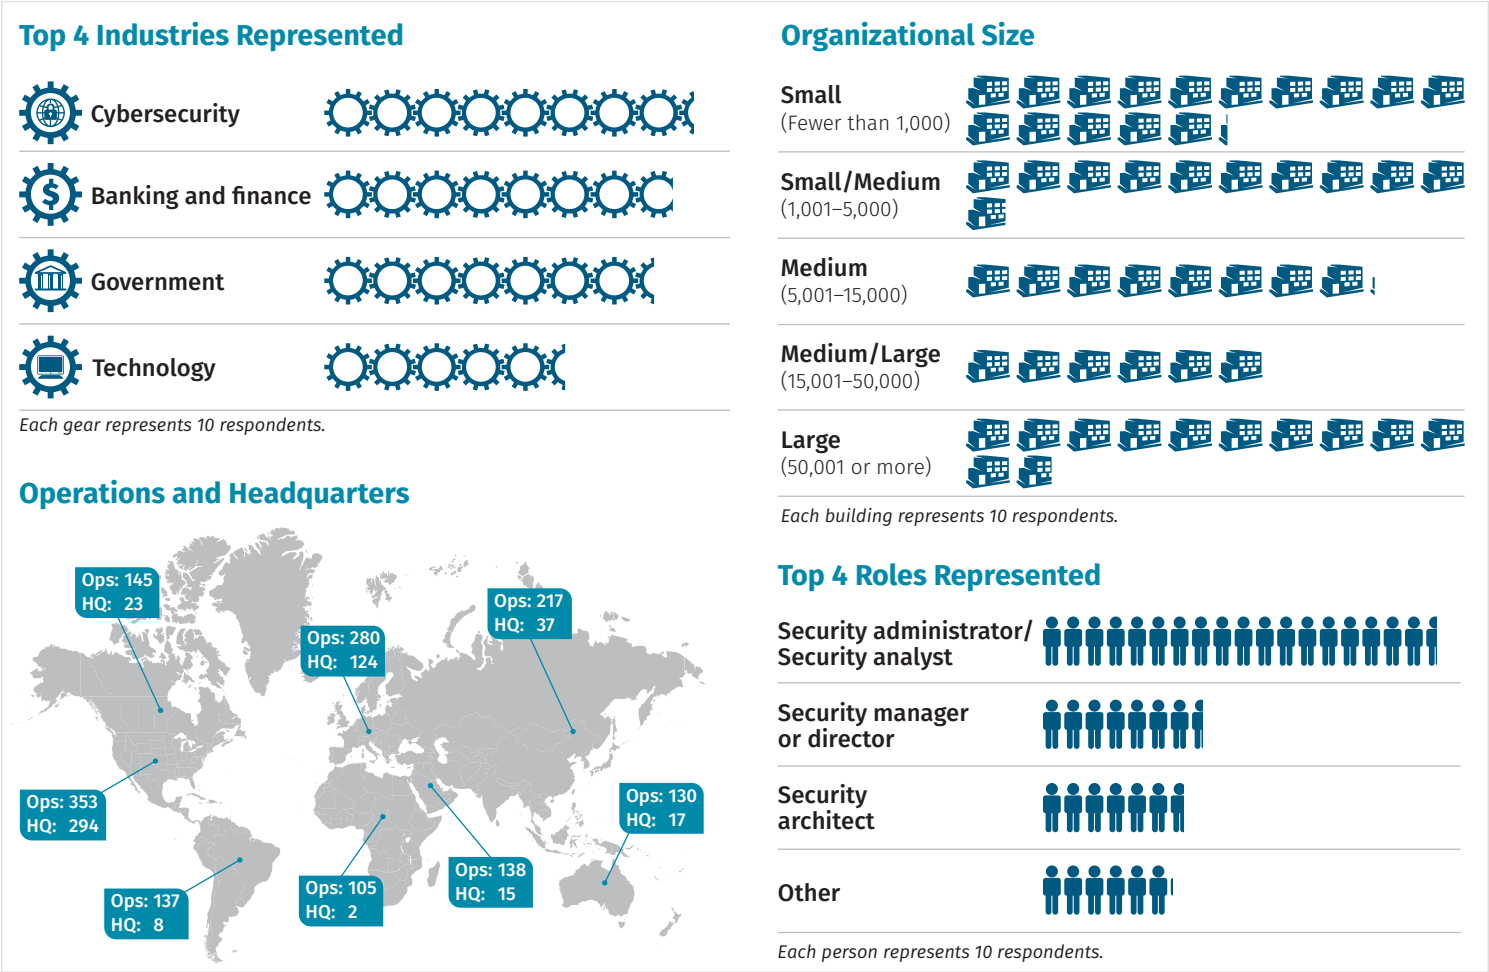 Top 4 Industries Represented
Cybersecurity
$
Banking and finance
Government
Technology
Each gear represents 10 respondents.
Operations and Headquarters
Ops: 145
HQ: 23
Ops: 280
HQ: 124
Ops: 217
HQ: 37
Ops: 353
HQ: 294
Ops: 130
HQ: 17
Ops: 137
HQ: 8
Ops: 105
HQ: 2
Ops: 138
HQ: 15
Organizational Size
Small
(Fewer than 1,000)
Small/Medium
(1,001–5,000)
Medium
(5,001–15,000)
Medium/Large
(15,001–50,000)
Large
(50,001 or more)
Each building represents 10 respondents.
Top 4 Roles Represented
Security administrator/
Security analyst
Security manager
or director
Security
architect
Other
Each person represents 10 respondents.